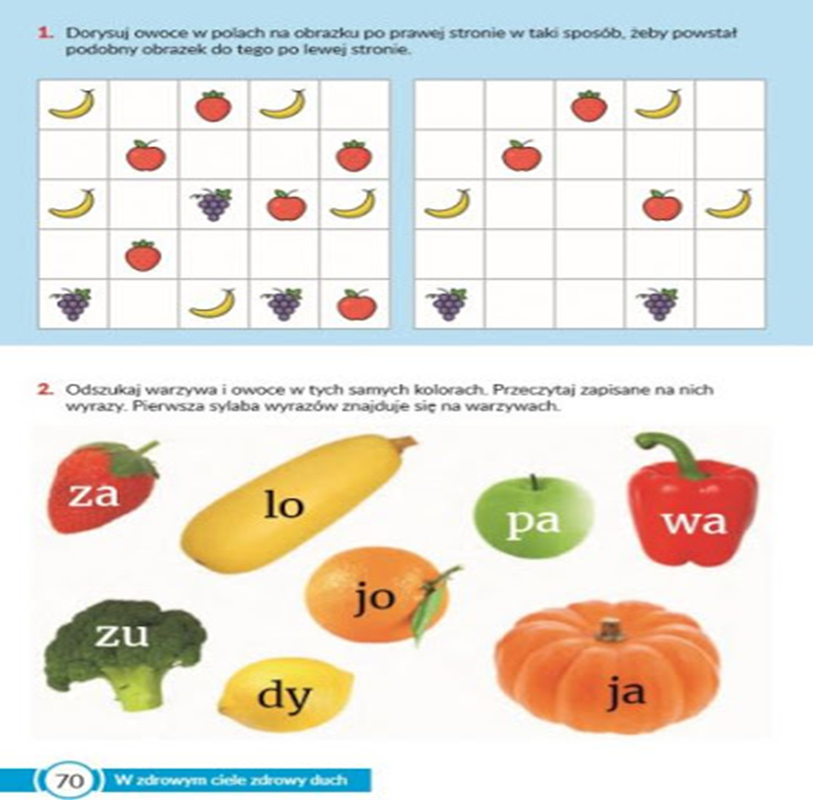 1. Dorysuj owoce w polach na obrazku po prawej stronie w taki sposób, żeby powstał
podobny obrazek do tego po lewej stronie.
2. Odszukaj warzywa i owoce w tych samych kolorach. Przeczytaj zapisane na nich
wyrazy. Pierwsza sylaba wyrazów znajduje się na warzywach.
za
lo
pa
wa
jo
zu
dy
ja
70 W zdrowym ciele zdrowy duch